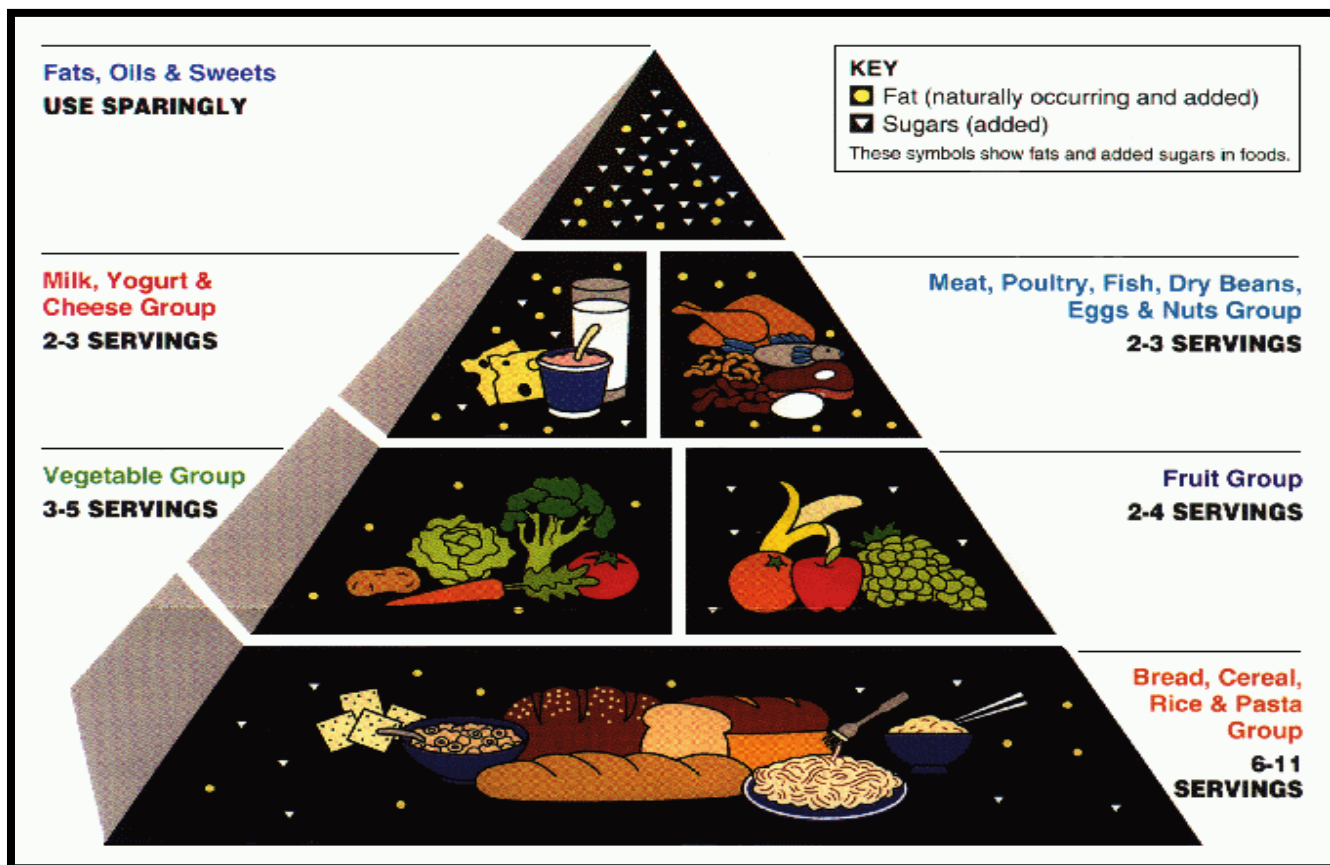 Fats, Oils & Sweets
USE SPARINGLY
KEY
Fat (naturally occurring and added)
Sugars (added)
These symbols show fats and added sugars in foods.
Milk, Yogurt &
Cheese Group
2-3 SERVINGS
Meat, Poultry, Fish, Dry Beans,
Eggs & Nuts Group
2-3 SERVINGS
Vegetable Group
3-5 SERVINGS
Fruit Group
2-4 SERVINGS
Bread, Cereal,
Rice & Pasta
Group
6-11
SERVINGS